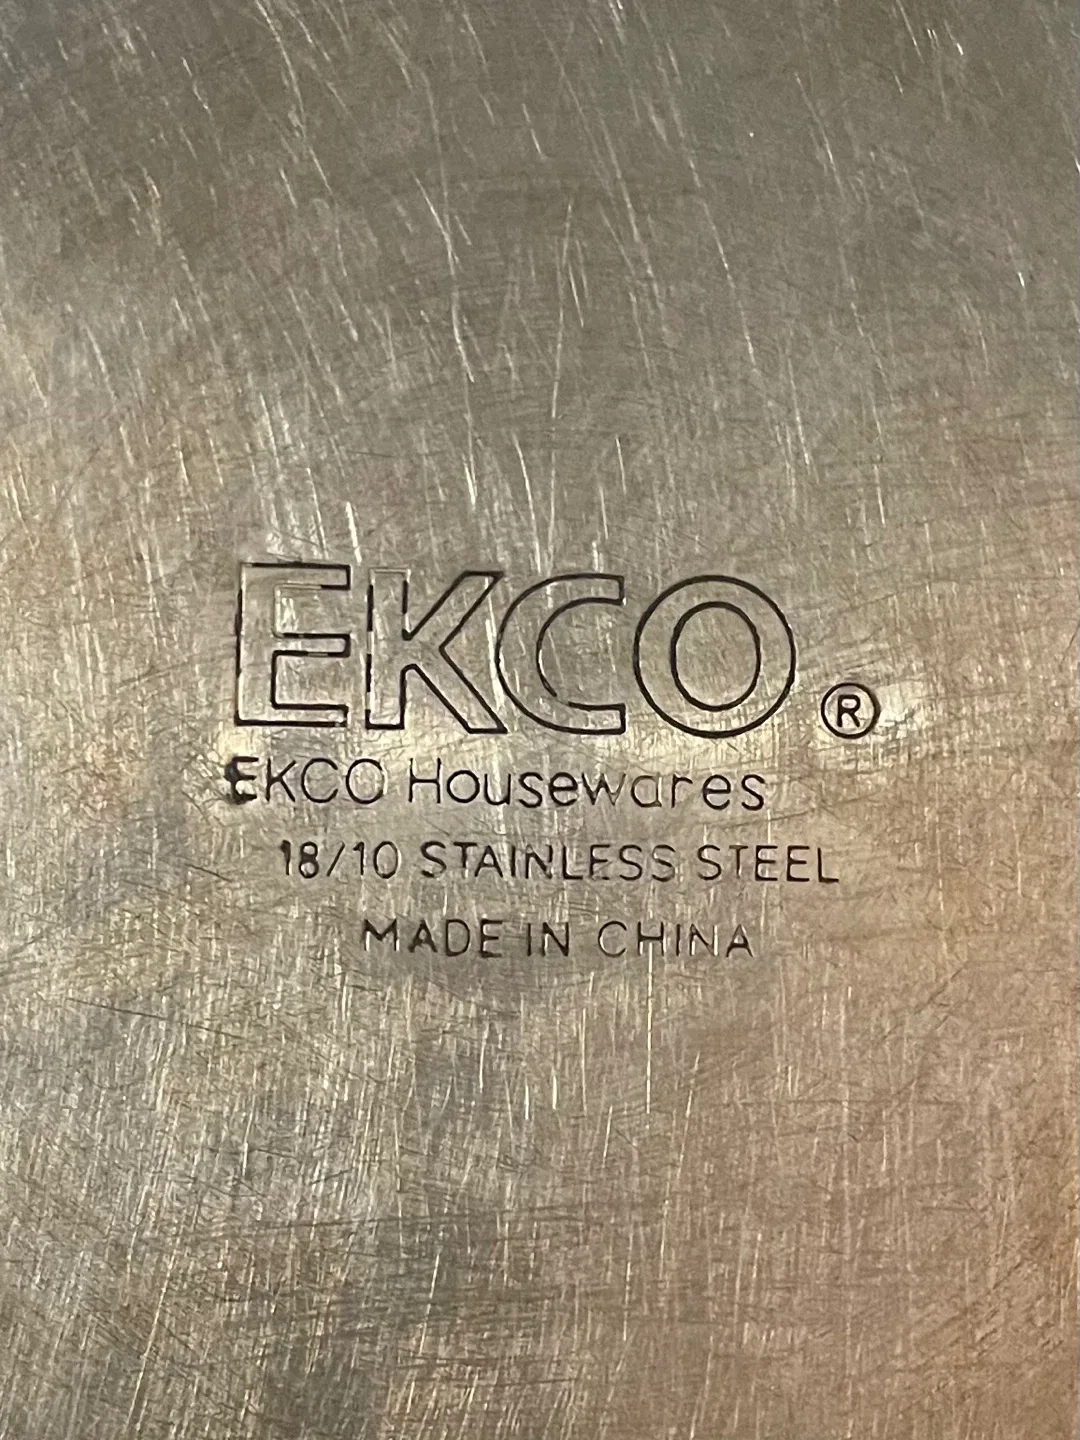 EKCO®
EKCO Housewares
18/10 STAINLESS STEEL
MADE IN CHINA